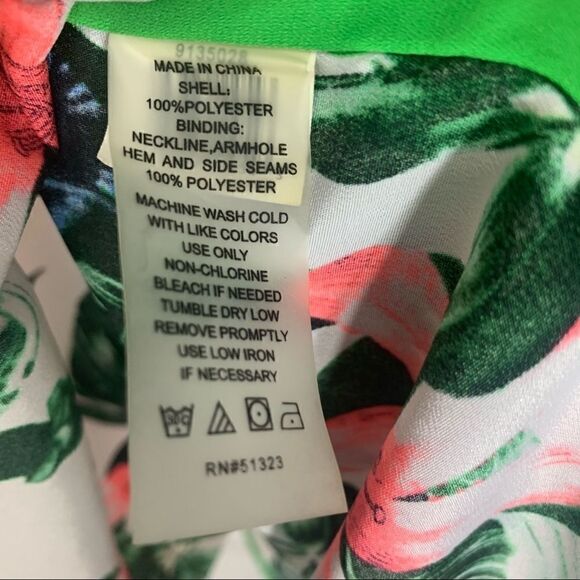 9135028
MADE IN CHINA
SHELL:
100%POLYESTER
BINDING:
NECKLINE,ARMHOLE
HEM AND SIDE SEAMS
100% POLYESTER
MACHINE WASH COLD
WITH LIKE COLORS
USE ONLY
NON-CHLORINE
BLEACH IF NEEDED
TUMBLE DRY LOW
REMOVE PROMPTLY
USE LOW IRON
IF NECESSARY
RN#51323